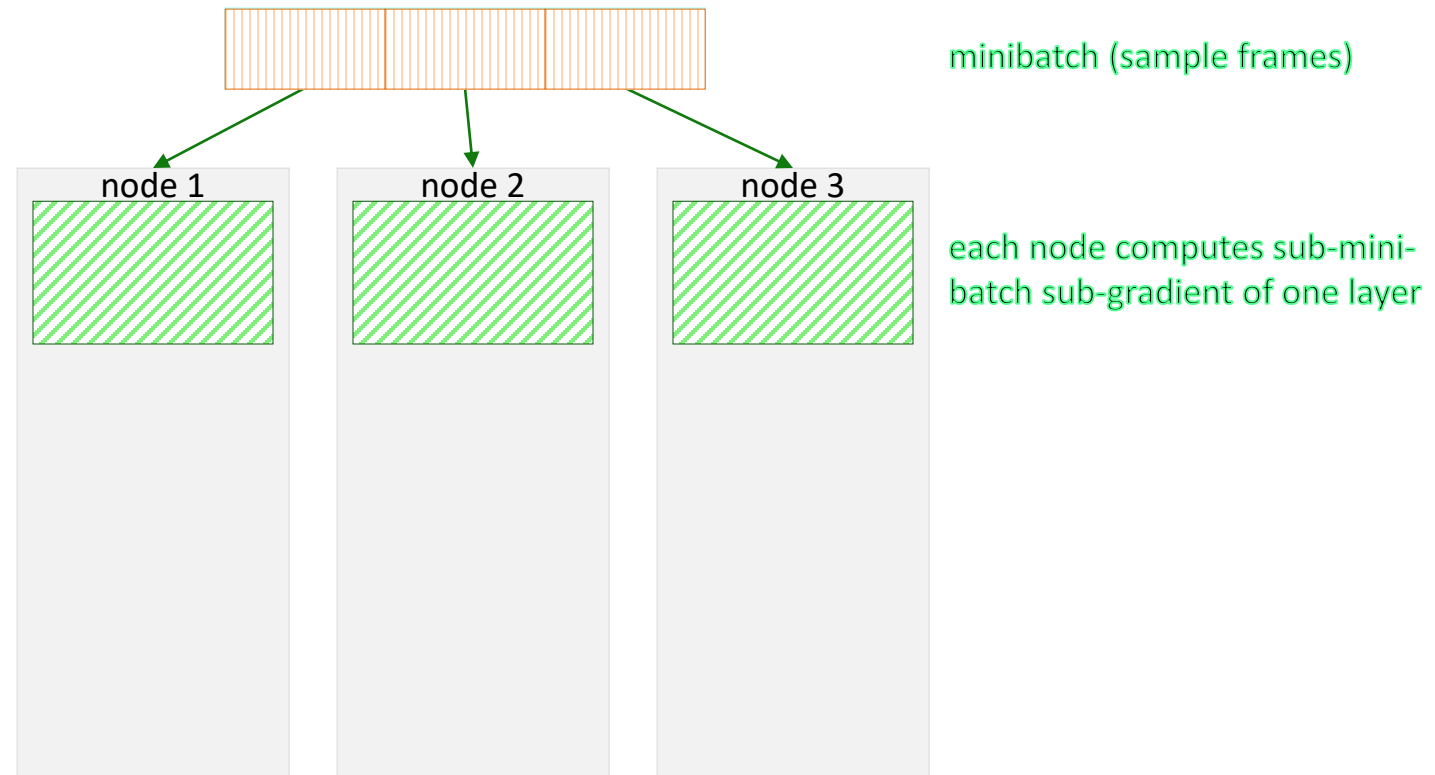 minibatch (sample frames)
node 1
node 2
node 3
each node computes sub-mini-
batch sub-gradient of one layer